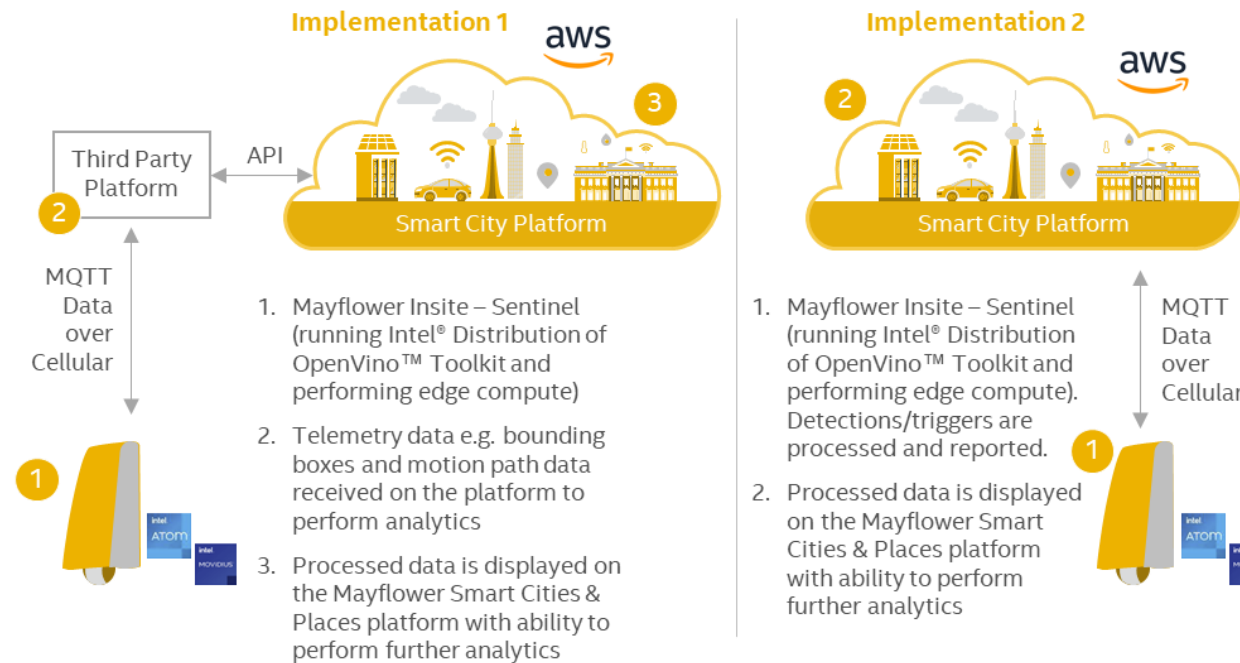 Implementation 1
aws
3
Third Party
Platform
2
API
Smart City Platform
MQTT
Data
over
Cellular
1
intel
ATOM
intel
MOVIDIUS
1. Mayflower Insite – Sentinel
(running Intel® Distribution of
OpenVino™ Toolkit and
performing edge compute)
2. Telemetry data e.g. bounding
boxes and motion path data
received on the platform to
perform analytics
3. Processed data is displayed on
the Mayflower Smart Cities &
Places platform with ability to
perform further analytics
Implementation 2
aws
2
Smart City Platform
1. Mayflower Insite – Sentinel
(running Intel® Distribution
of OpenVino™ Toolkit and
performing edge compute).
Detections/triggers are
processed and reported.
2. Processed data is displayed
on the Mayflower Smart
Cities & Places platform
with ability to perform
further analytics
MQTT
Data
over
Cellular
1
intel
ATOM